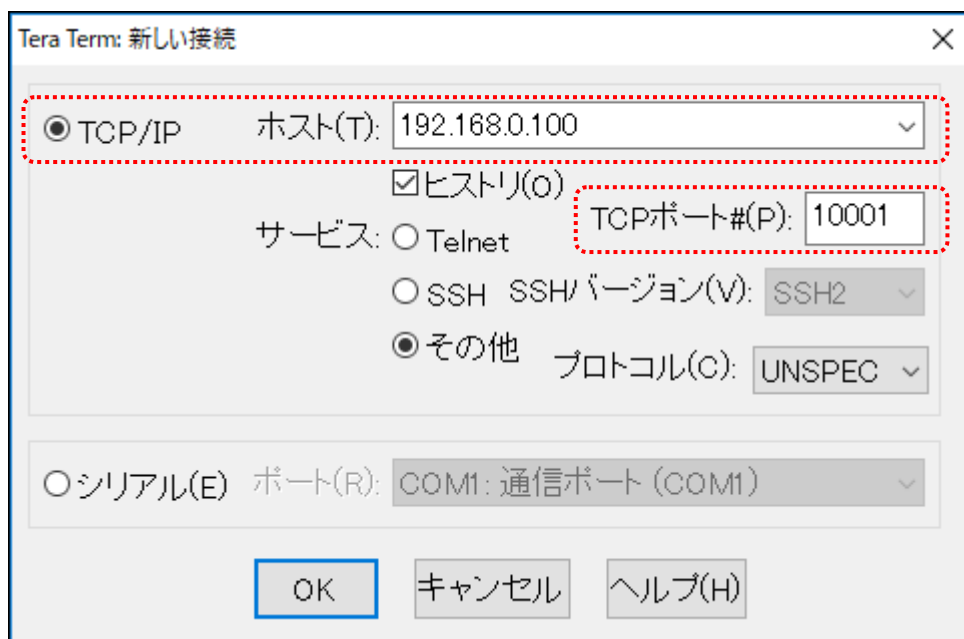 Tera Term: 新しい接続
TCP/IP ホスト(T): 192.168.0.100
ヒストリ(O)
TCPポート#(P): 10001
サービス: Telnet
SSH SSHバージョン(V): SSH2
その他 プロトコル(C): UNSPEC
シリアル(E) ポート(R): COM1: 通信ポート (COM1)
OK キャンセル ヘルプ(H)